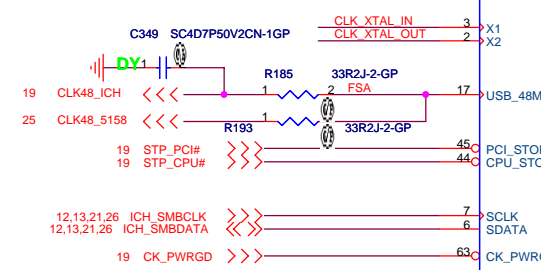 CLK_XTAL_IN 3 X1
CLK_XTAL_OUT 2 X2
C349 SC4D7P50V2CN-1GP
DY 1
R185 33R2J-2-GP
19 CLK48_ICH 1 2 FSA 17 USB_48M
25 CLK48_5158 1
R193 33R2J-2-GP
19 STP_PCI# 45 PCI_STO
19 STP_CPU# 44 CPU_STO
12,13,21,26 ICH_SMBCLK 7 SCLK
12,13,21,26 ICH_SMBDATA 6 SDATA
19 CK_PWRGD 63 CK_PWRG